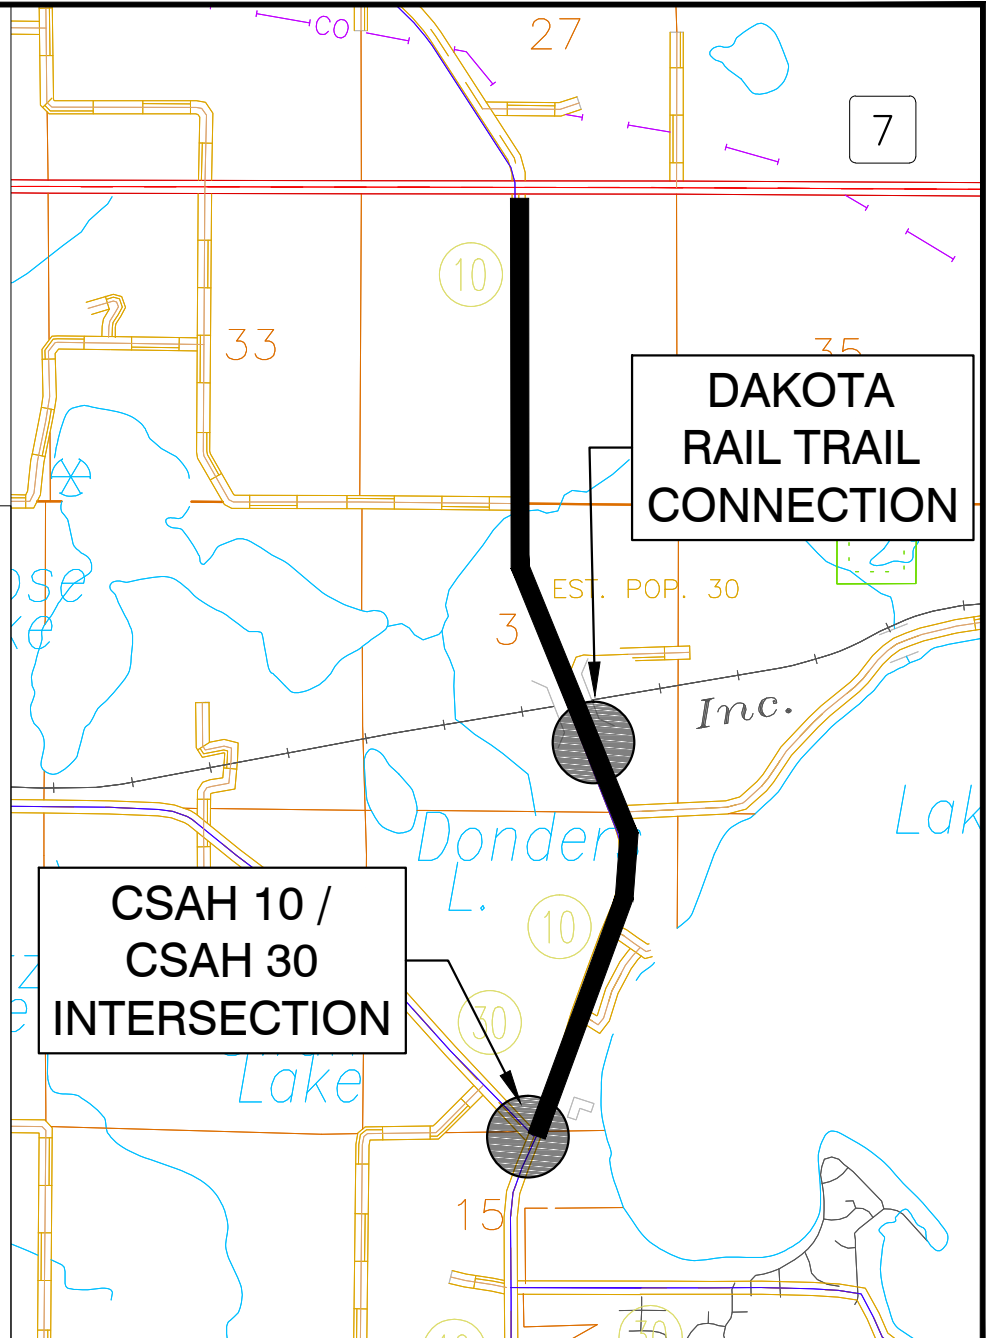 CO
27
7
10
33
35
DAKOTA
RAIL TRAIL
CONNECTION
EST. POP. 30
3
Inc.
Donder
L.
Lak
CSAH 10 /
CSAH 30
INTERSECTION
10
30
Lake
15
30